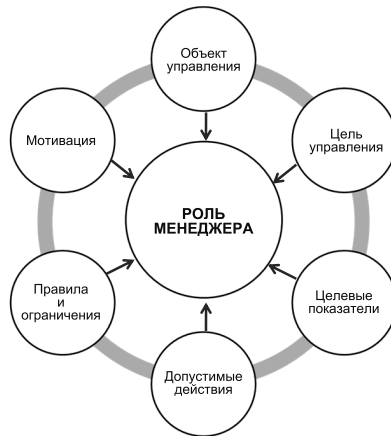 Объект
управления
Цель
управления
Целевые
показатели
Допустимые
действия
Правила
и
ограничения
Мотивация
РОЛЬ
МЕНЕДЖЕРА